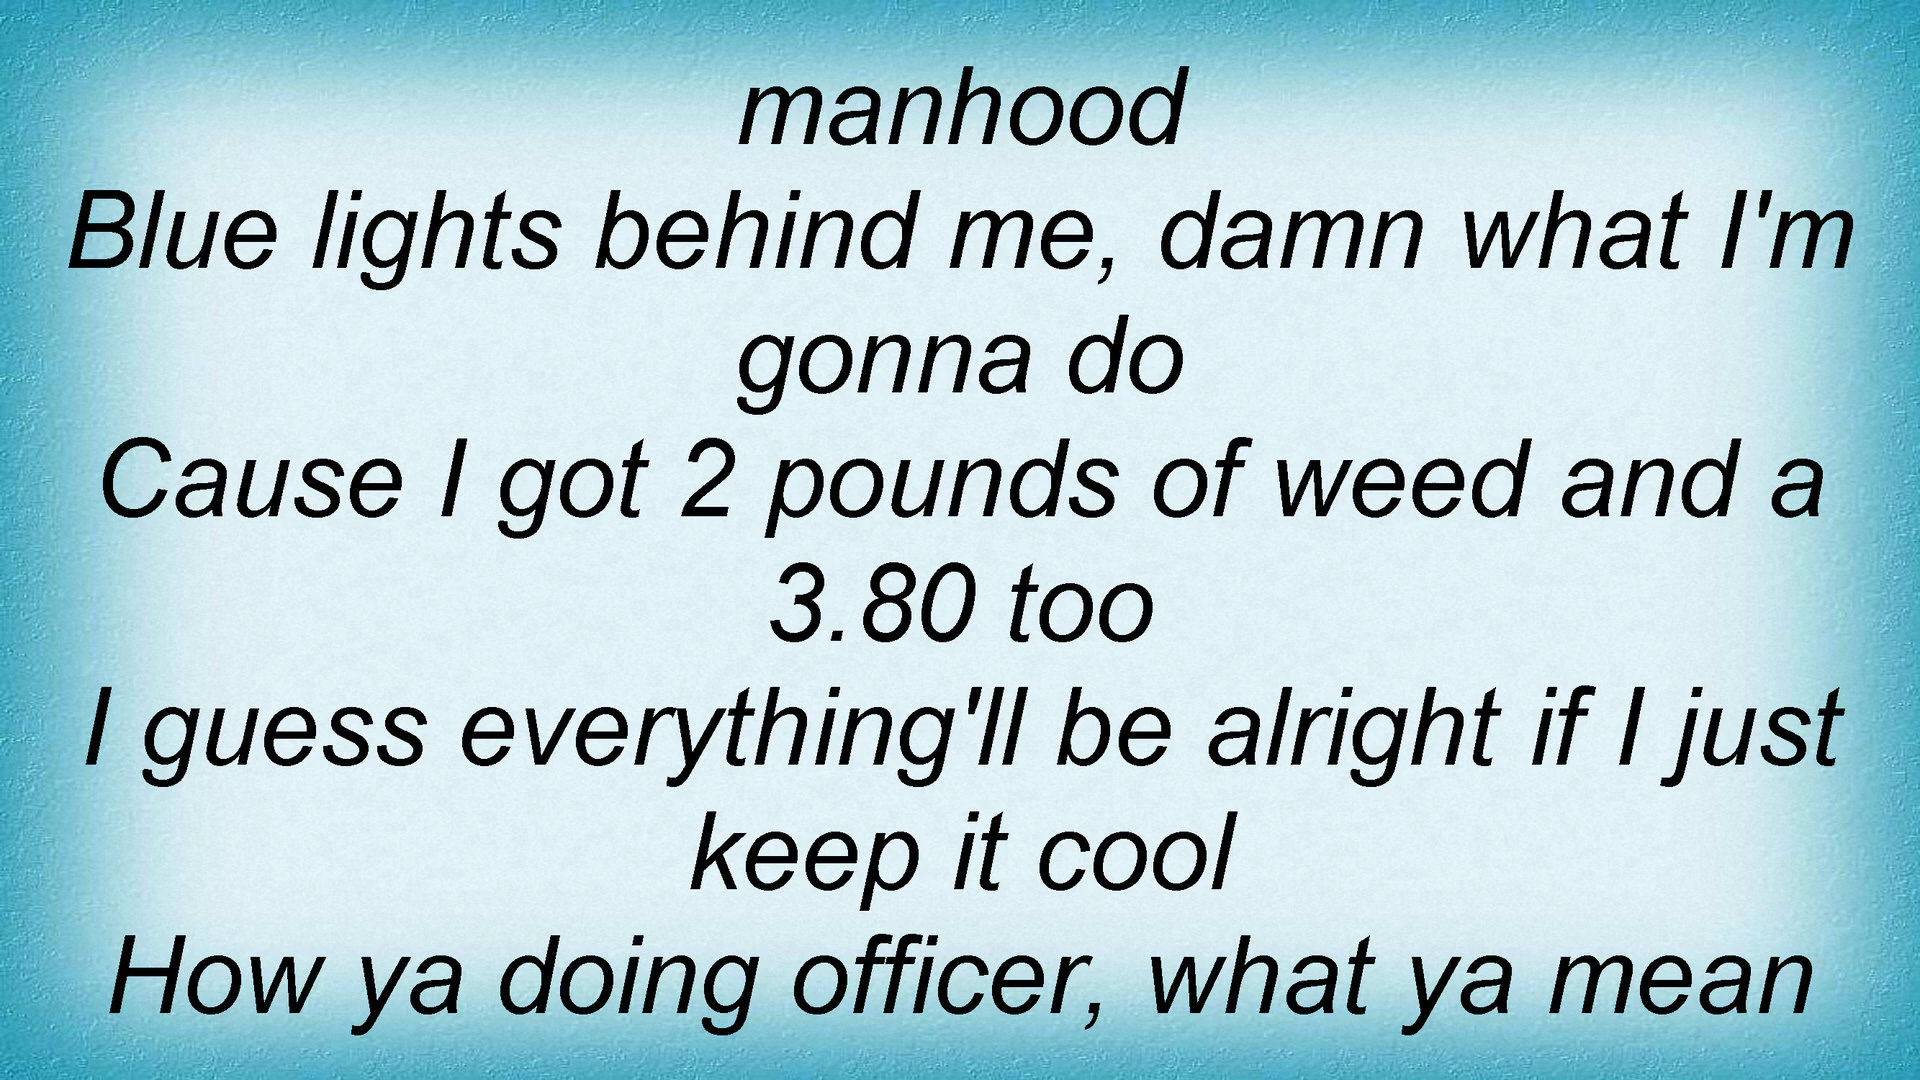 manhood
Blue lights behind me, damn what I'm
gonna do
Cause I got 2 pounds of weed and a
3.80 too
I guess everything'll be alright if I just
keep it cool
How ya doing officer, what ya mean